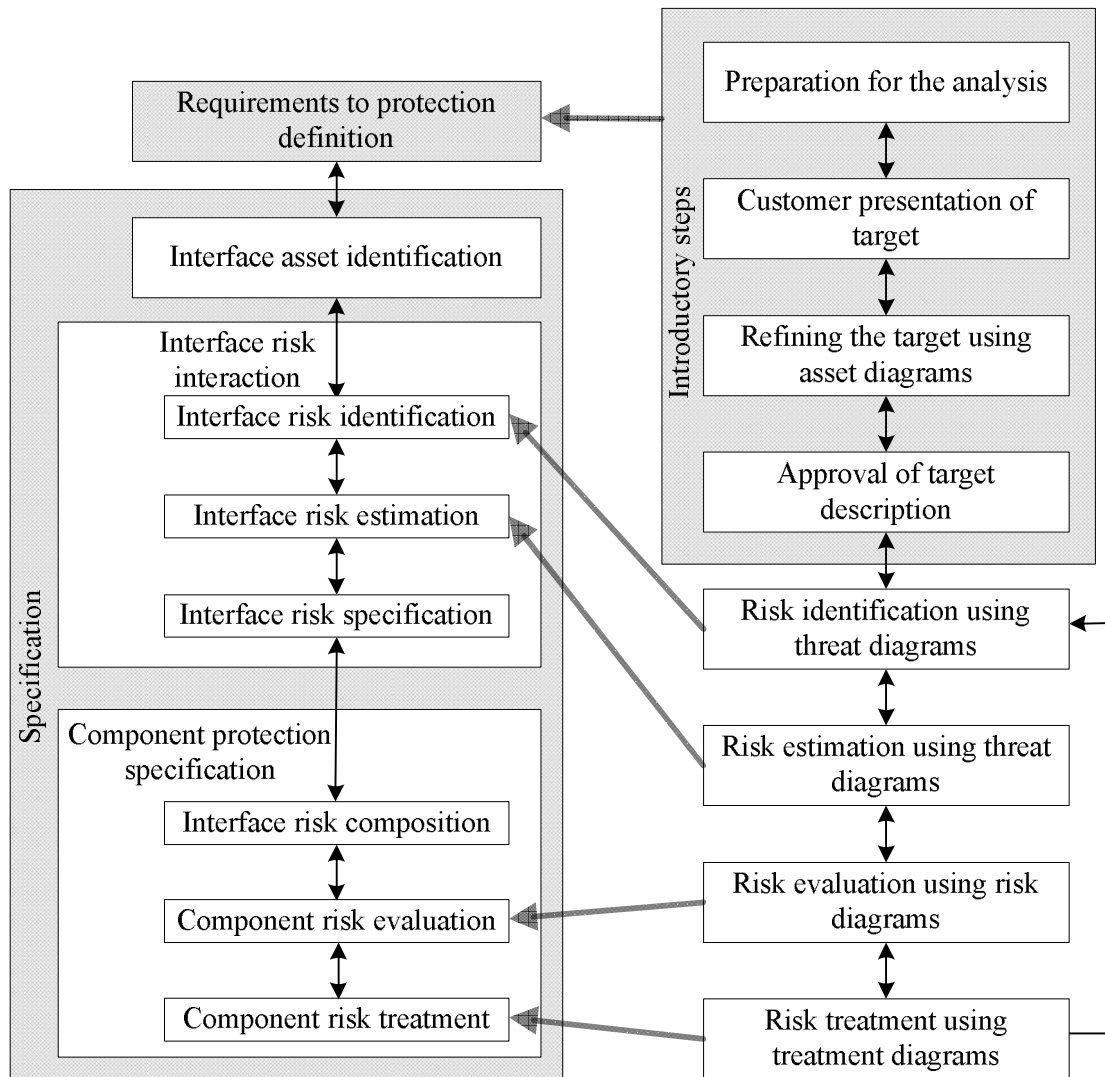 Requirements to protection
definition
Specification
Interface asset identification
Interface risk
interaction
Interface risk identification
Interface risk estimation
Interface risk specification
Component protection
specification
Interface risk composition
Component risk evaluation
Component risk treatment
Introductory steps
Preparation for the analysis
Customer presentation of
target
Refining the target using
asset diagrams
Approval of target
description
Risk identification using
threat diagrams
Risk estimation using threat
diagrams
Risk evaluation using risk
diagrams
Risk treatment using
treatment diagrams